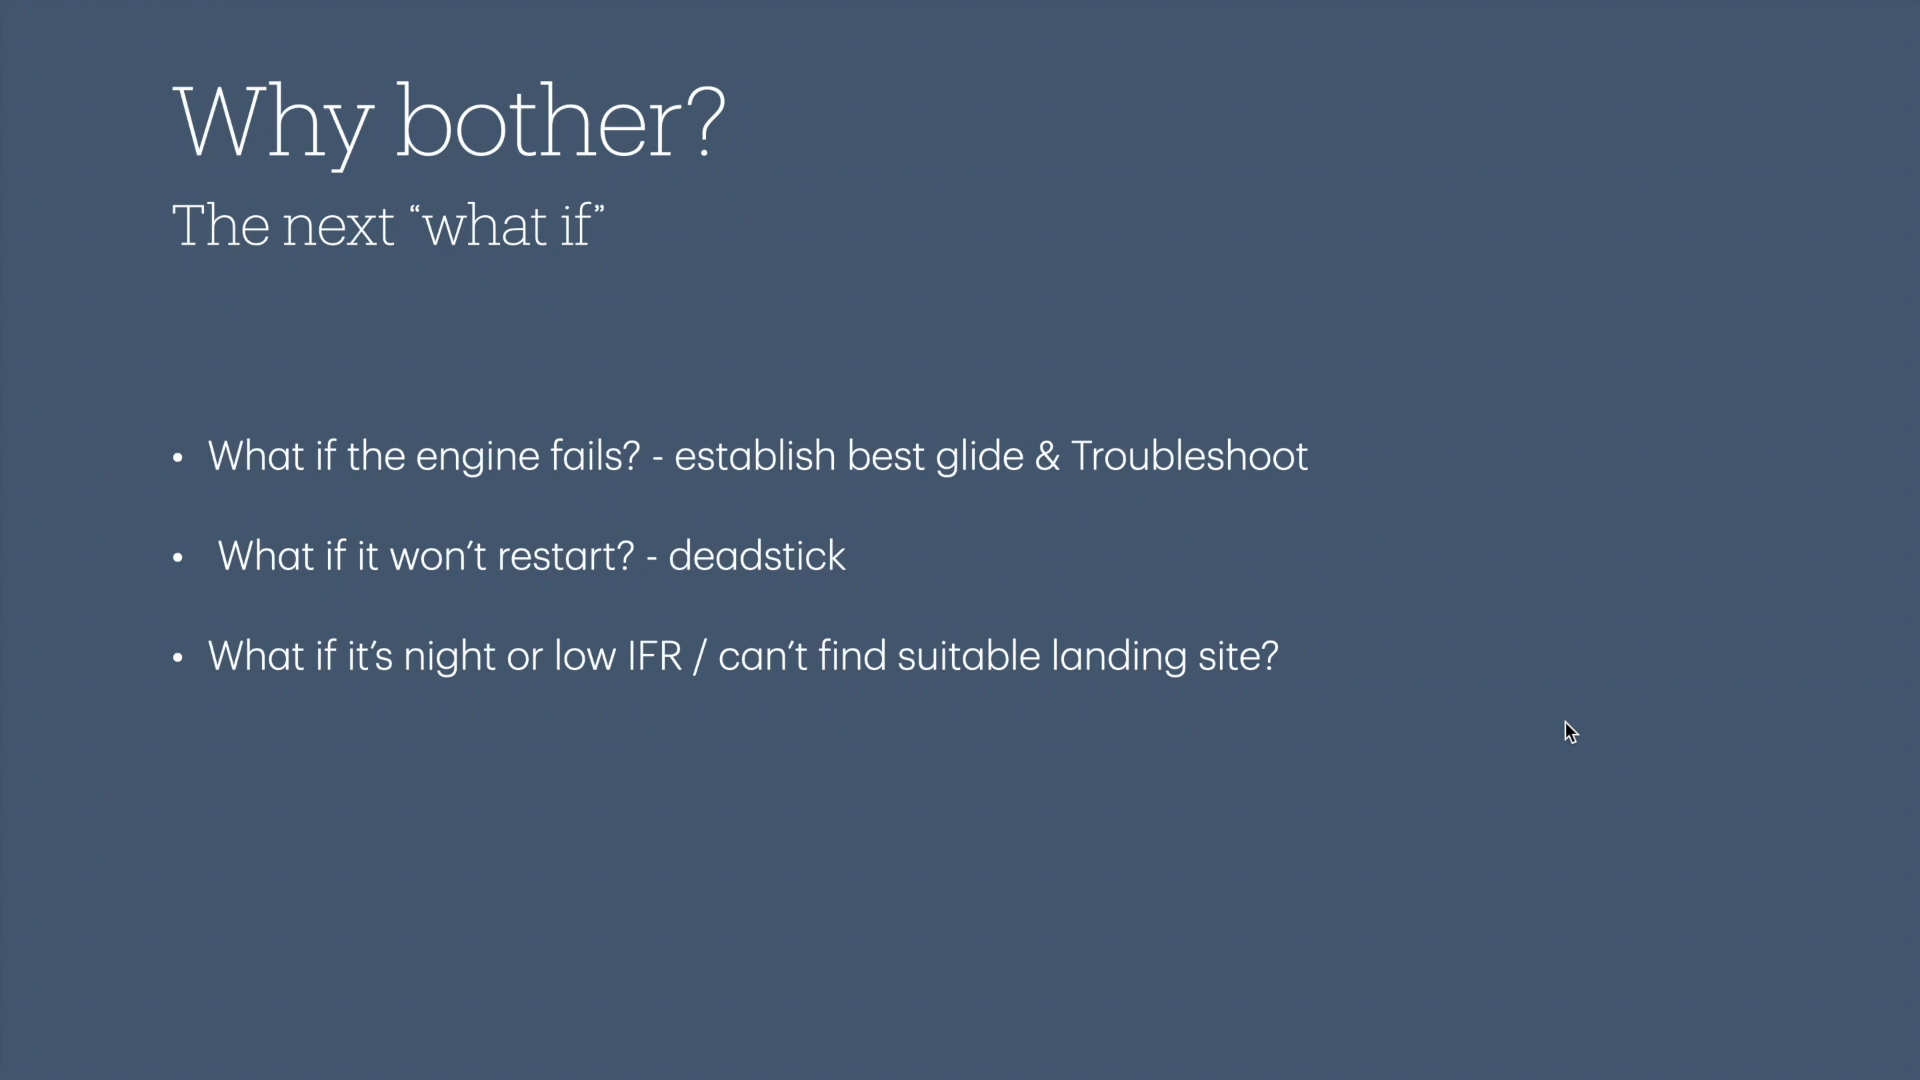 Why bother?
The next “what if”
• What if the engine fails? - establish best glide & Troubleshoot
• What if it won’t restart? - deadstick
• What if it’s night or low IFR / can’t find suitable landing site?